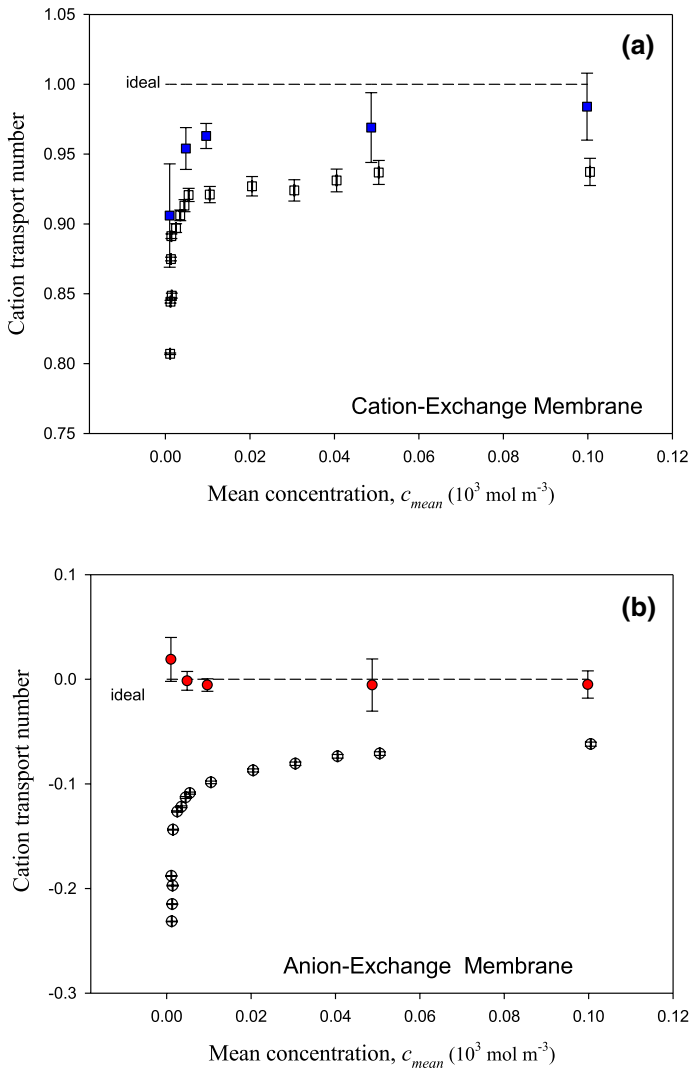 1.05
(a)
ideal
1.00
0.95
0.90
0.85
0.80
0.75
Cation transport number
Cation-Exchange Membrane
0.00 0.02 0.04 0.06 0.08 0.10 0.12
Mean concentration, c_mean (10³ mol m⁻³)
0.1
(b)
0.0
ideal
-0.1
-0.2
-0.3
Cation transport number
Anion-Exchange Membrane
0.00 0.02 0.04 0.06 0.08 0.10 0.12
Mean concentration, c_mean (10³ mol m⁻³)